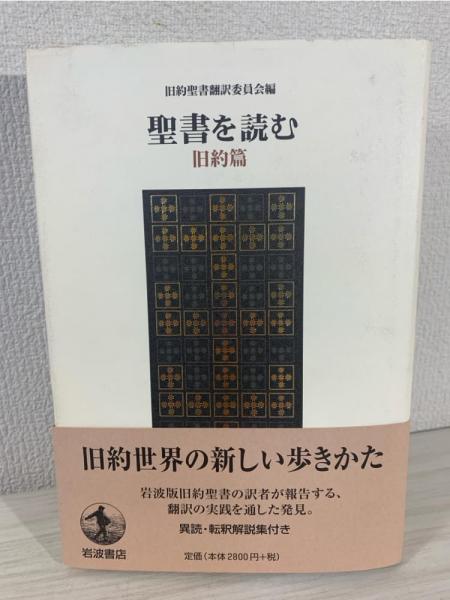 旧約聖書翻訳委員会編
聖書を読む
旧約篇
旧約世界の新しい歩きかた
岩波版旧約聖書の訳者が報告する、
翻訳の実践を通した発見。
異読・転釈解説集付き
岩波書店
定価(本体2800円+税)